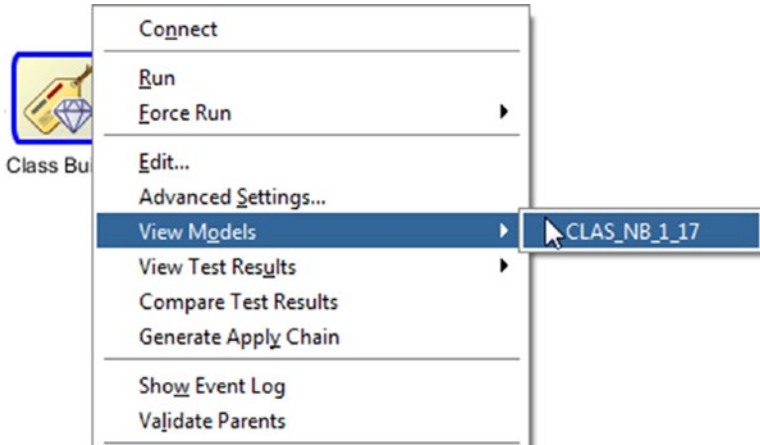 Connect
Run
Force Run
Class Bui
Edit...
Advanced Settings...
View Models
CLAS_NB_1_17
View Test Results
Compare Test Results
Generate Apply Chain
Show Event Log
Validate Parents